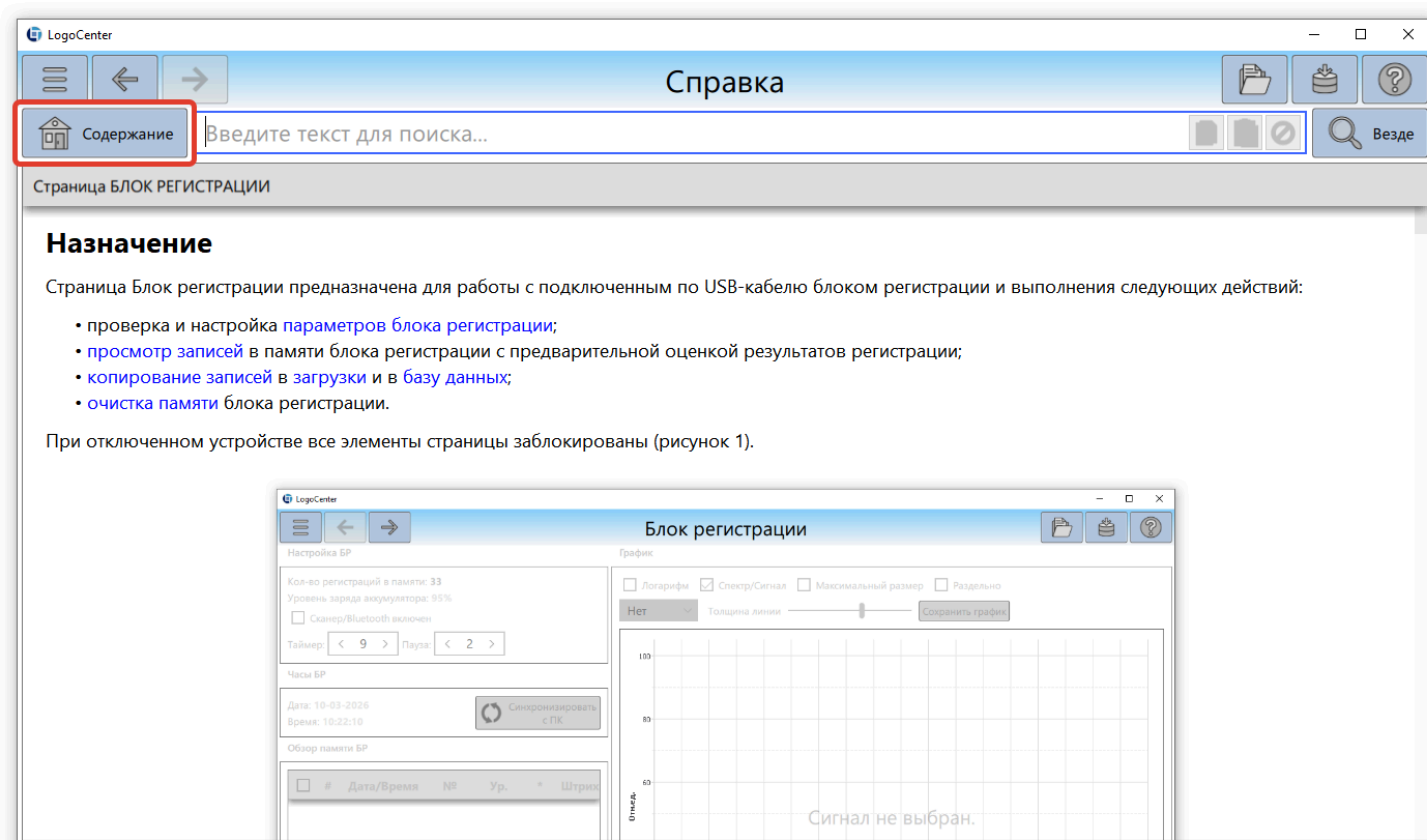 LogoCenter
Справка
Содержание
Введите текст для поиска...
Везде
Страница БЛОК РЕГИСТРАЦИИ
Назначение
Страница Блок регистрации предназначена для работы с подключенным по USB-кабелю блоком регистрации и выполнения следующих действий:
• проверка и настройка параметров блока регистрации;
• просмотр записей в памяти блока регистрации с предварительной оценкой результатов регистрации;
• копирование записей в загрузки и в базу данных;
• очистка памяти блока регистрации.
При отключенном устройстве все элементы страницы заблокированы (рисунок 1).
LogoCenter
Блок регистрации
Настройка БР
График
Кол-во регистраций в памяти: 33
Уровень заряда аккумулятора: 95%
Сканер/Bluetooth включен
Таймер: < 9 > Пауза: < 2 >
Логарифм Спектр/Сигнал Максимальный размер Раздельно
Нет Толщина линии Сохранить график
Часы БР
Дата: 10-03-2026
Время: 10:22:10
Синхронизировать
с ПК
Обзор памяти БР
# Дата/Время № Ур. * Штрих
100
80
60
Отн.ед.
Сигнал не выбран.